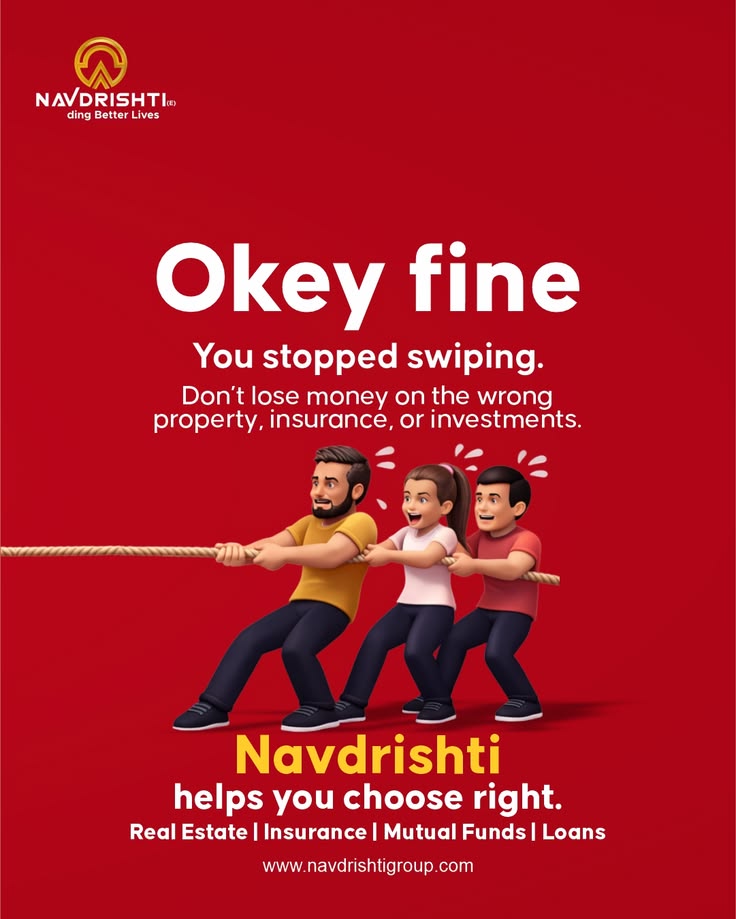 NAVDRISHTI(E)
ding Better Lives
Okey fine
You stopped swiping.
Don't lose money on the wrong
property, insurance, or investments.
Navdrishti
helps you choose right.
Real Estate | Insurance | Mutual Funds | Loans
www.navdrishtigroup.com